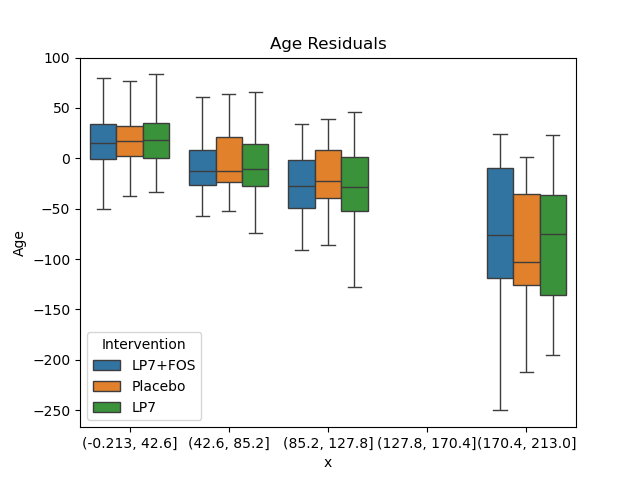 Age Residuals
100
50
0
−50
−100
−150
−200
−250
Age
Intervention
LP7+FOS
Placebo
LP7
(-0.213, 42.6] (42.6, 85.2] (85.2, 127.8] (127.8, 170.4] (170.4, 213.0]
x